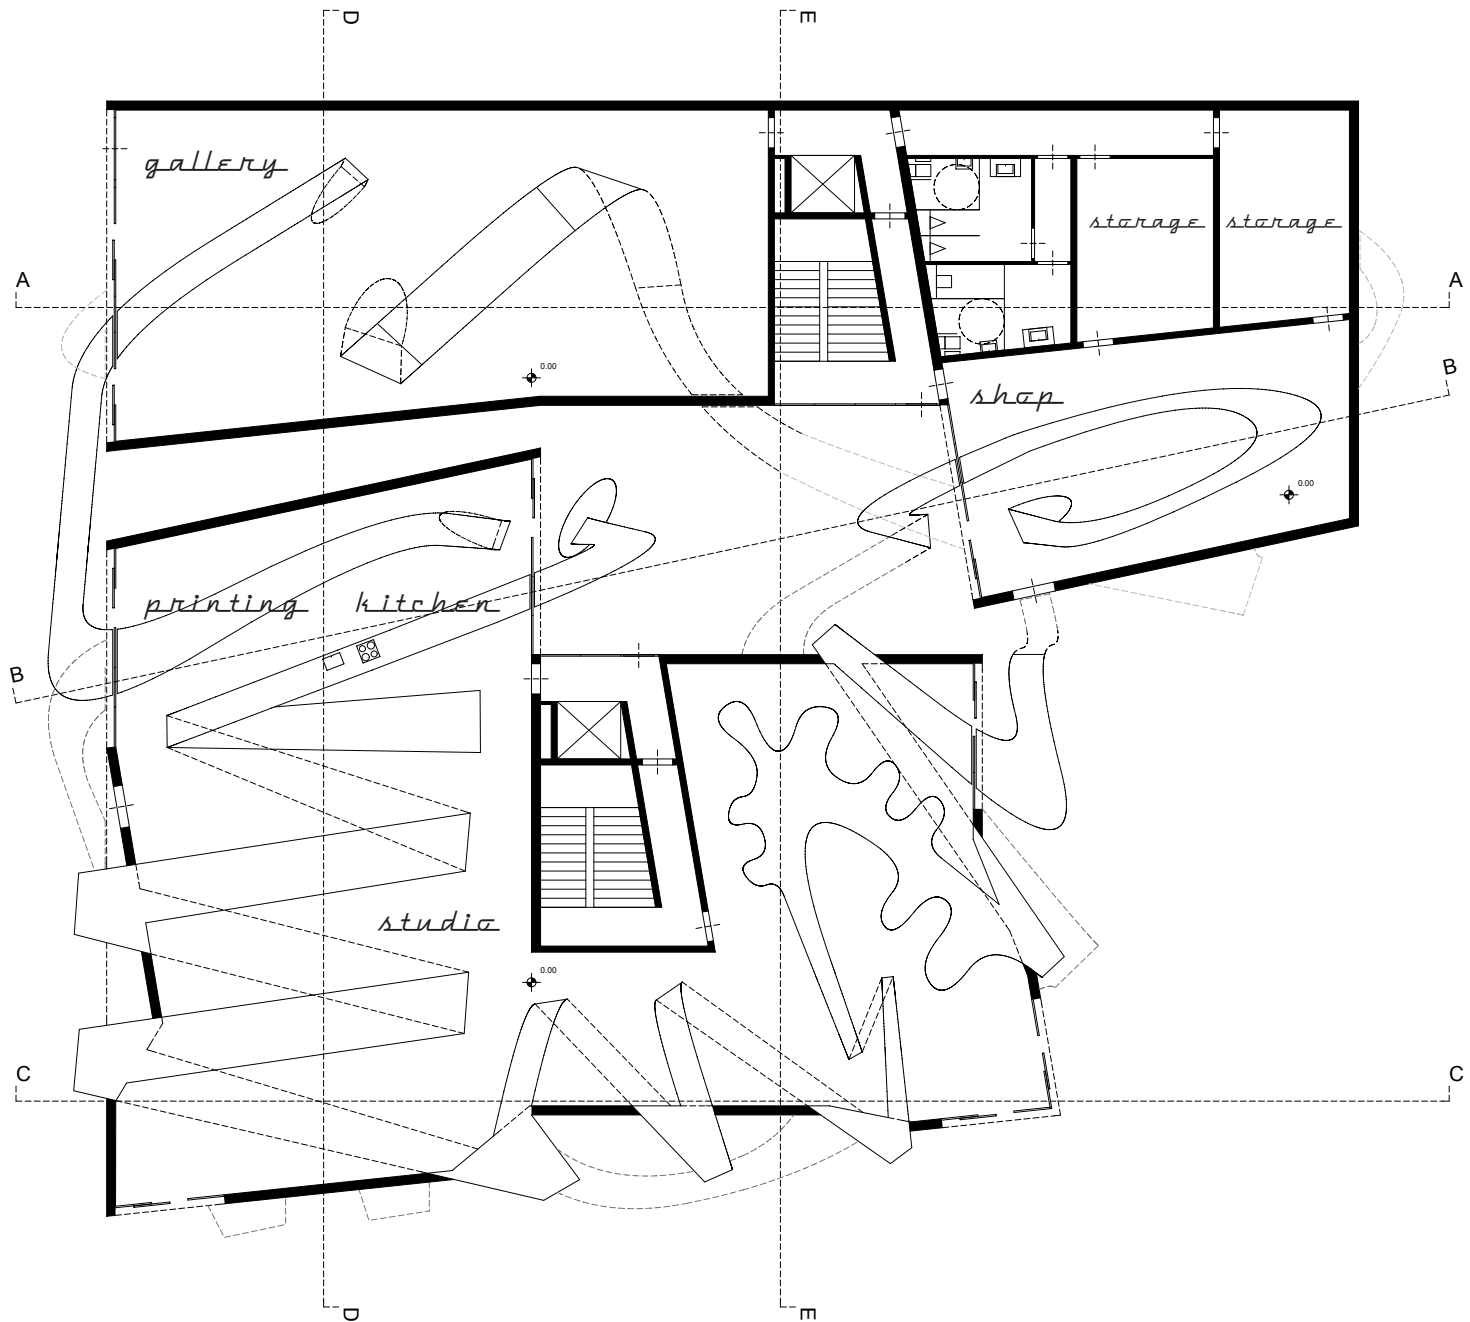 D
E
gallery
storage
storage
A
A
0.00
B
shop
0.00
printing
kitchen
B
studio
0.00
C
C
D
E